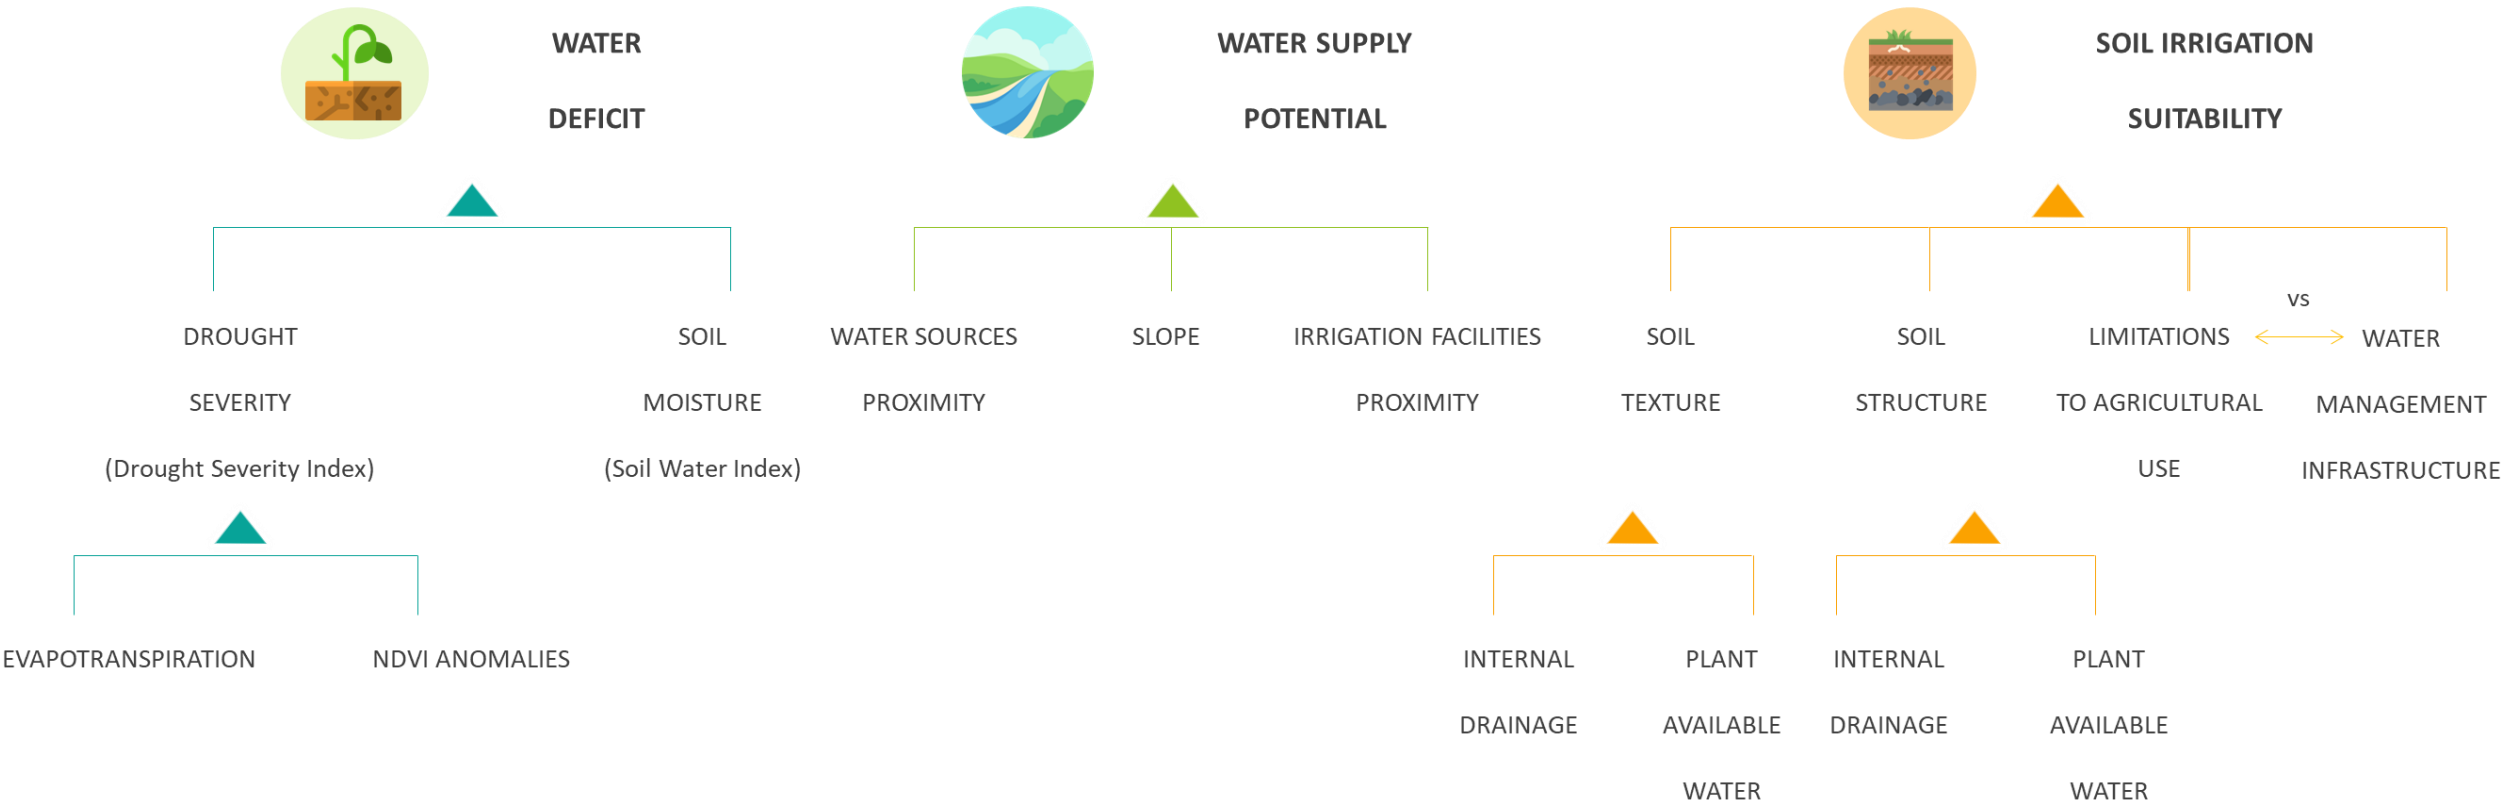 WATER
DEFICIT
WATER SUPPLY
POTENTIAL
SOIL IRRIGATION
SUITABILITY
DROUGHT
SEVERITY
(Drought Severity Index)
SOIL
MOISTURE
(Soil Water Index)
WATER SOURCES
PROXIMITY
SLOPE
IRRIGATION FACILITIES
PROXIMITY
SOIL
TEXTURE
SOIL
STRUCTURE
LIMITATIONS
TO AGRICULTURAL
USE
vs
WATER
MANAGEMENT
INFRASTRUCTURE
EVAPOTRANSPIRATION
NDVI ANOMALIES
INTERNAL
DRAINAGE
PLANT
AVAILABLE
WATER
INTERNAL
DRAINAGE
PLANT
AVAILABLE
WATER